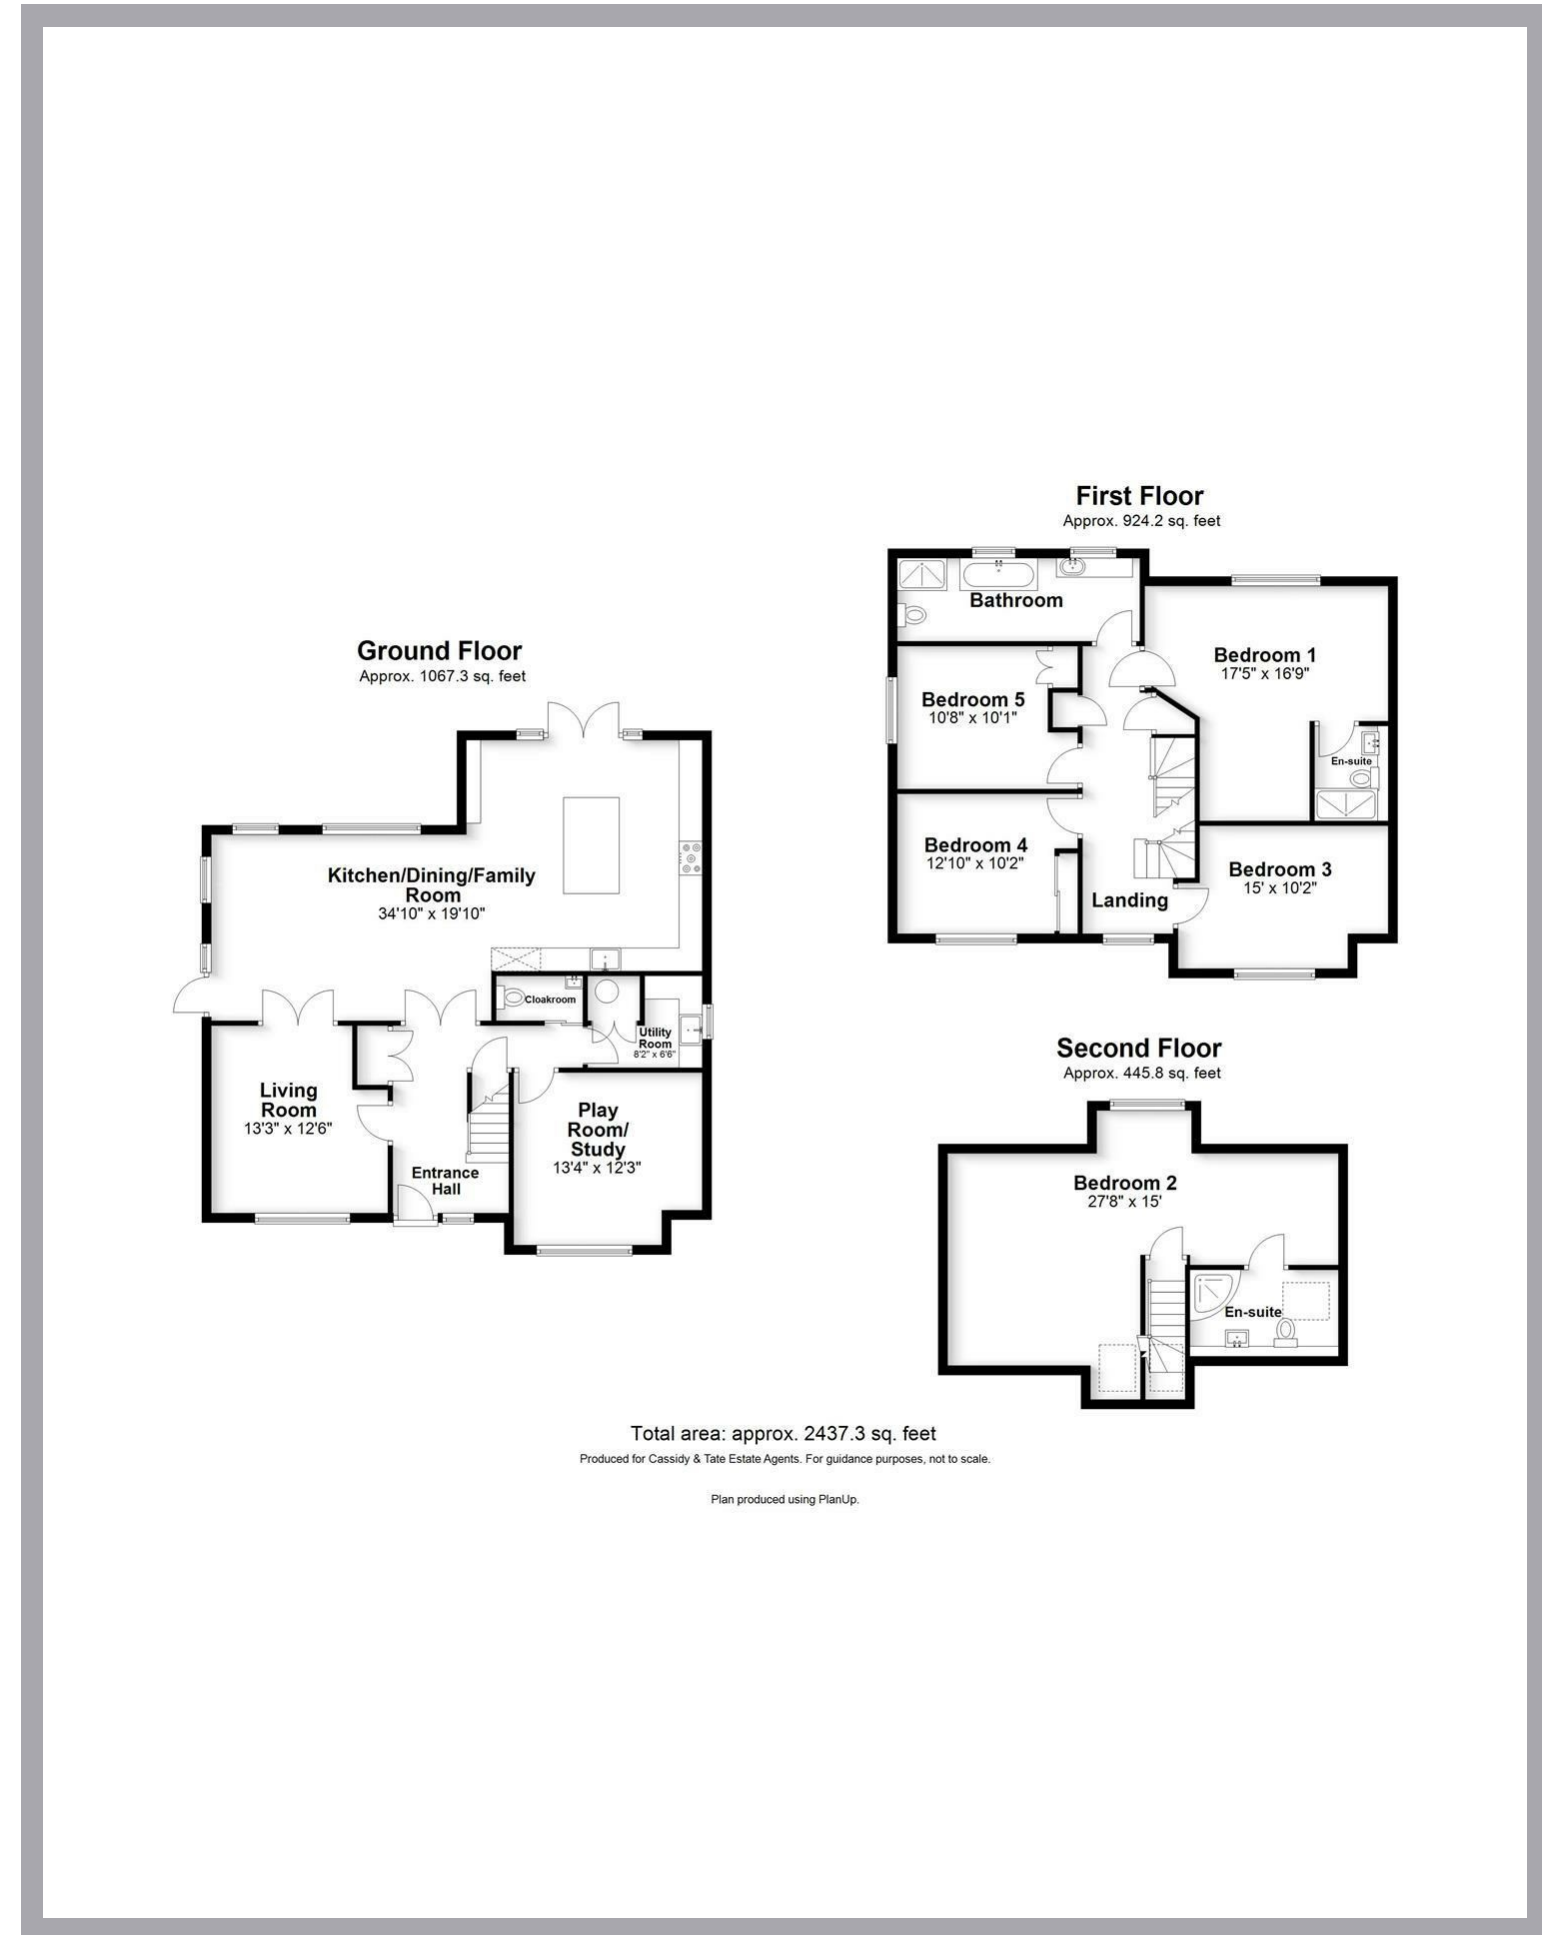 Ground Floor
Approx. 1067.3 sq. feet
Kitchen/Dining/Family
Room
34'10" x 19'10"
Cloakroom
Utility
Room
8'2" x 6'6"
Living
Room
13'3" x 12'6"
Play
Room/
Study
13'4" x 12'3"
Entrance
Hall
First Floor
Approx. 924.2 sq. feet
Bathroom
Bedroom 1
17'5" x 16'9"
Bedroom 5
10'8" x 10'1"
En-suite
Bedroom 4
12'10" x 10'2"
Bedroom 3
15' x 10'2"
Landing
Second Floor
Approx. 445.8 sq. feet
Bedroom 2
27'8" x 15'
En-suite
Total area: approx. 2437.3 sq. feet
Produced for Cassidy & Tate Estate Agents. For guidance purposes, not to scale.
Plan produced using PlanUp.